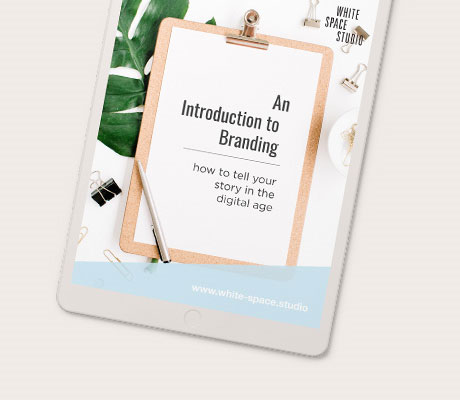 WHITE
SPACE
STUDIO
An
Introduction to
Branding
how to tell your
story in the
digital age
www.white-space.studio